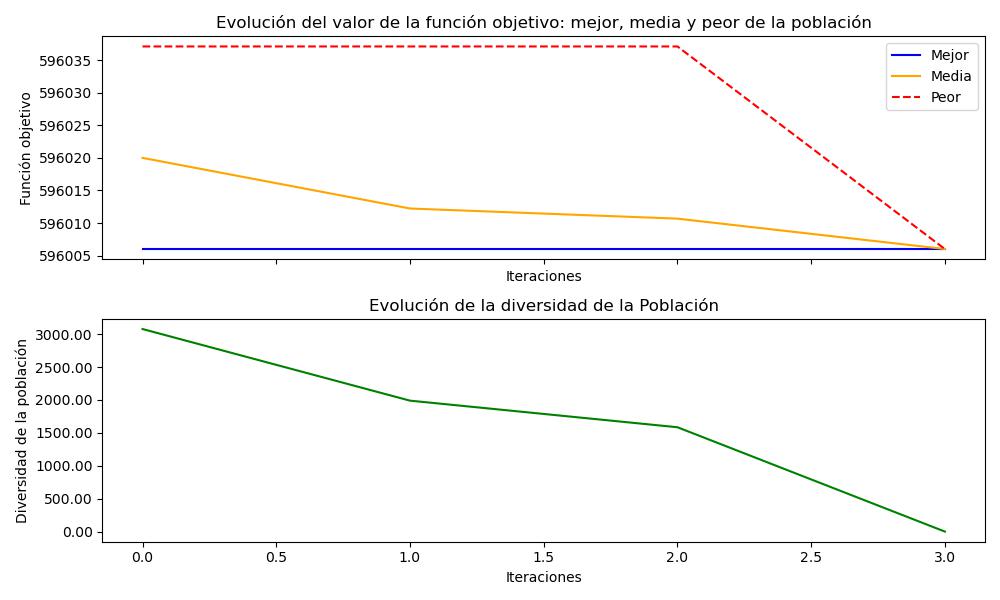 Evolución del valor de la función objetivo: mejor, media y peor de la población
Función objetivo
596035
596030
596025
596020
596015
596010
596005
Mejor
Media
Peor
Iteraciones
Evolución de la diversidad de la Población
Diversidad de la población
3000.00
2500.00
2000.00
1500.00
1000.00
500.00
0.00
0.0 0.5 1.0 1.5 2.0 2.5 3.0
Iteraciones